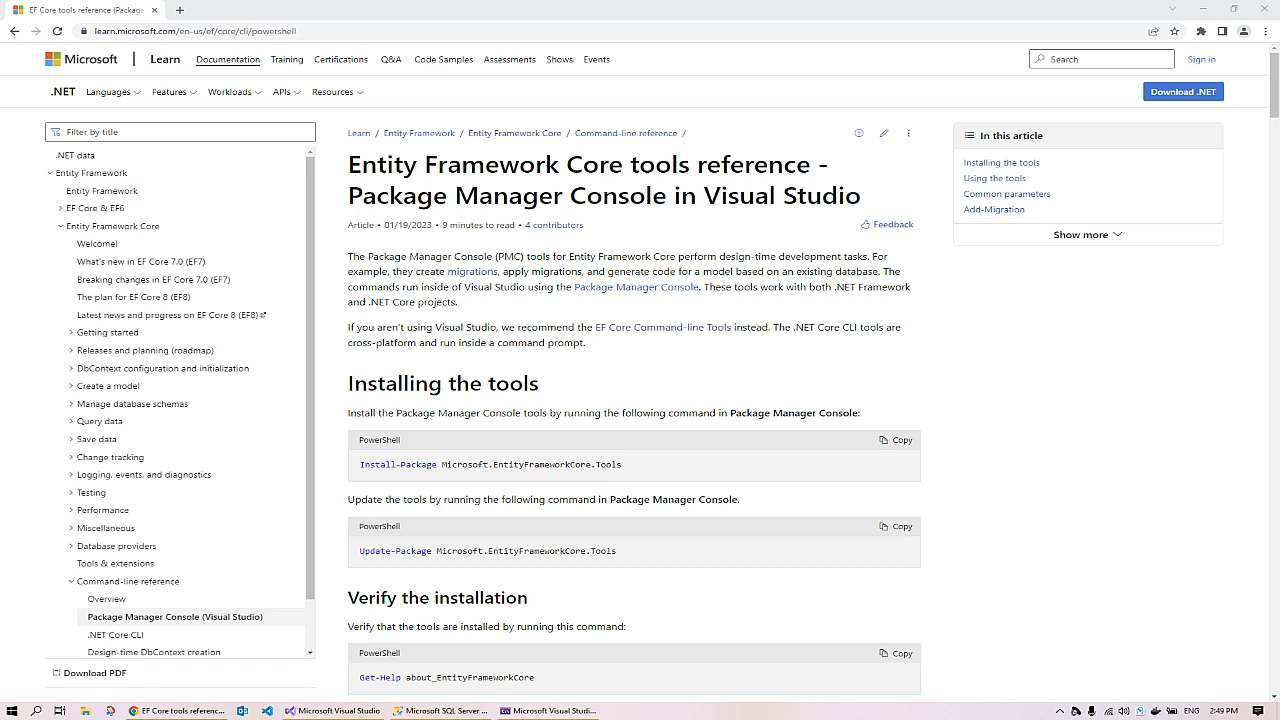 EF Core tools reference (Package
learn.microsoft.com/en-us/ef/core/cli/powershell
Microsoft
Learn
Documentation
Training
Certifications
Q&A
Code Samples
Assessments
Shows
Events
Search
Sign in
.NET
Languages
Features
Workloads
APIs
Resources
Download .NET
Filter by title
.NET data
Entity Framework
Entity Framework
EF Core & EF6
Entity Framework Core
Welcome!
What's new in EF Core 7.0 (EF7)
Breaking changes in EF Core 7.0 (EF7)
The plan for EF Core 8 (EF8)
Latest news and progress on EF Core 8 (EF8)
Getting started
Releases and planning (roadmap)
DbContext configuration and initialization
Create a model
Manage database schemas
Query data
Save data
Change tracking
Logging, events, and diagnostics
Testing
Performance
Miscellaneous
Database providers
Tools & extensions
Command-line reference
Overview
Package Manager Console (Visual Studio)
.NET Core CLI
Design-time DbContext creation
Download PDF
Learn / Entity Framework / Entity Framework Core / Command-line reference /
Entity Framework Core tools reference -
Package Manager Console in Visual Studio
Article • 01/19/2023 • 9 minutes to read • 4 contributors
Feedback
The Package Manager Console (PMC) tools for Entity Framework Core perform design-time development tasks. For
example, they create migrations, apply migrations, and generate code for a model based on an existing database. The
commands run inside of Visual Studio using the Package Manager Console. These tools work with both .NET Framework
and .NET Core projects.
If you aren't using Visual Studio, we recommend the EF Core Command-line Tools instead. The .NET Core CLI tools are
cross-platform and run inside a command prompt.
Installing the tools
Install the Package Manager Console tools by running the following command in Package Manager Console:
PowerShell
Copy
Install-Package Microsoft.EntityFrameworkCore.Tools
Update the tools by running the following command in Package Manager Console.
PowerShell
Copy
Update-Package Microsoft.EntityFrameworkCore.Tools
Verify the installation
Verify that the tools are installed by running this command:
PowerShell
Copy
Get-Help about_EntityFrameworkCore
In this article
Installing the tools
Using the tools
Common parameters
Add-Migration
Show more
EF Core tools referenc...
Microsoft Visual Studio
Microsoft SQL Server ...
Microsoft Visual Studi...
ENG
2:49 PM